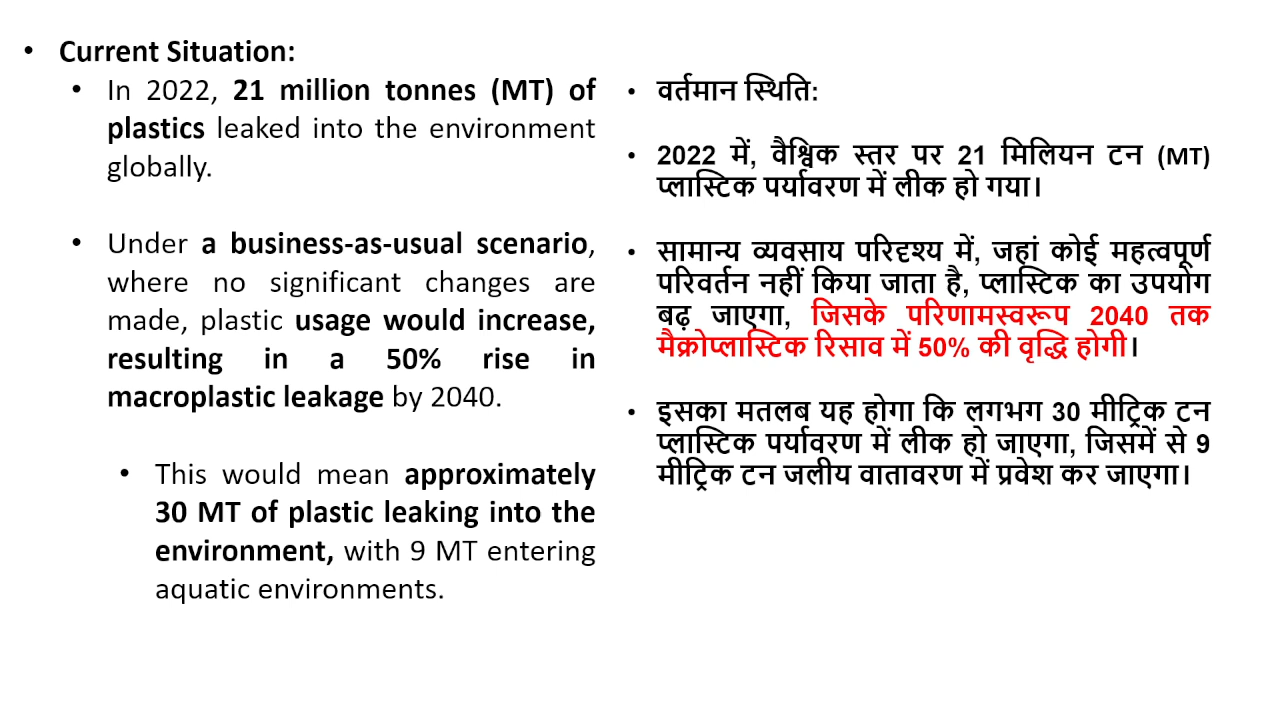 • Current Situation:
• In 2022, 21 million tonnes (MT) of
plastics leaked into the environment
globally.
• Under a business-as-usual scenario,
where no significant changes are
made, plastic usage would increase,
resulting in a 50% rise in
macroplastic leakage by 2040.
• This would mean approximately
30 MT of plastic leaking into the
environment, with 9 MT entering
aquatic environments.
• वर्तमान स्थिति:
• 2022 में, वैश्विक स्तर पर 21 मिलियन टन (MT)
प्लास्टिक पर्यावरण में लीक हो गया।
• सामान्य व्यवसाय परिदृश्य में, जहां कोई महत्वपूर्ण
परिवर्तन नहीं किया जाता है, प्लास्टिक का उपयोग
बढ़ जाएगा, जिसके परिणामस्वरूप 2040 तक
मैक्रोप्लास्टिक रिसाव में 50% की वृद्धि होगी।
• इसका मतलब यह होगा कि लगभग 30 मीट्रिक टन
प्लास्टिक पर्यावरण में लीक हो जाएगा, जिसमें से 9
मीट्रिक टन जलीय वातावरण में प्रवेश कर जाएगा।